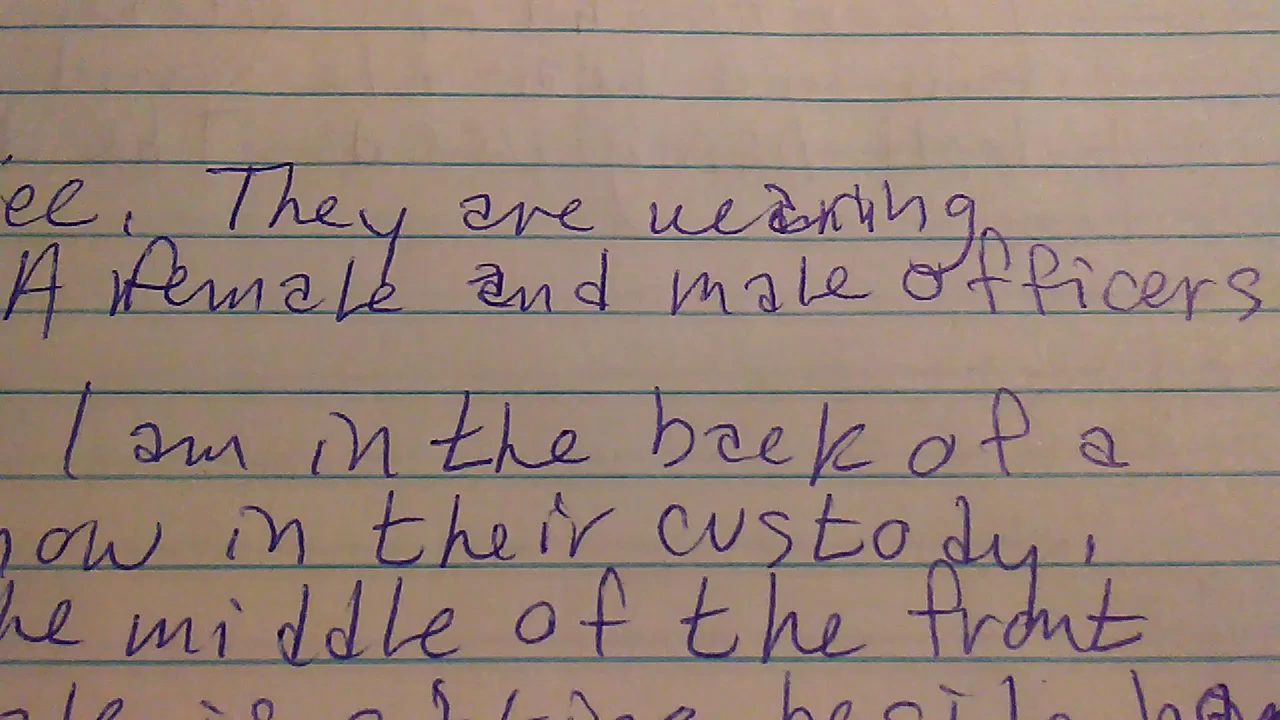 ee. They are wearing
A female and male officers
I am in the back of a
now in their custody.
he middle of the front